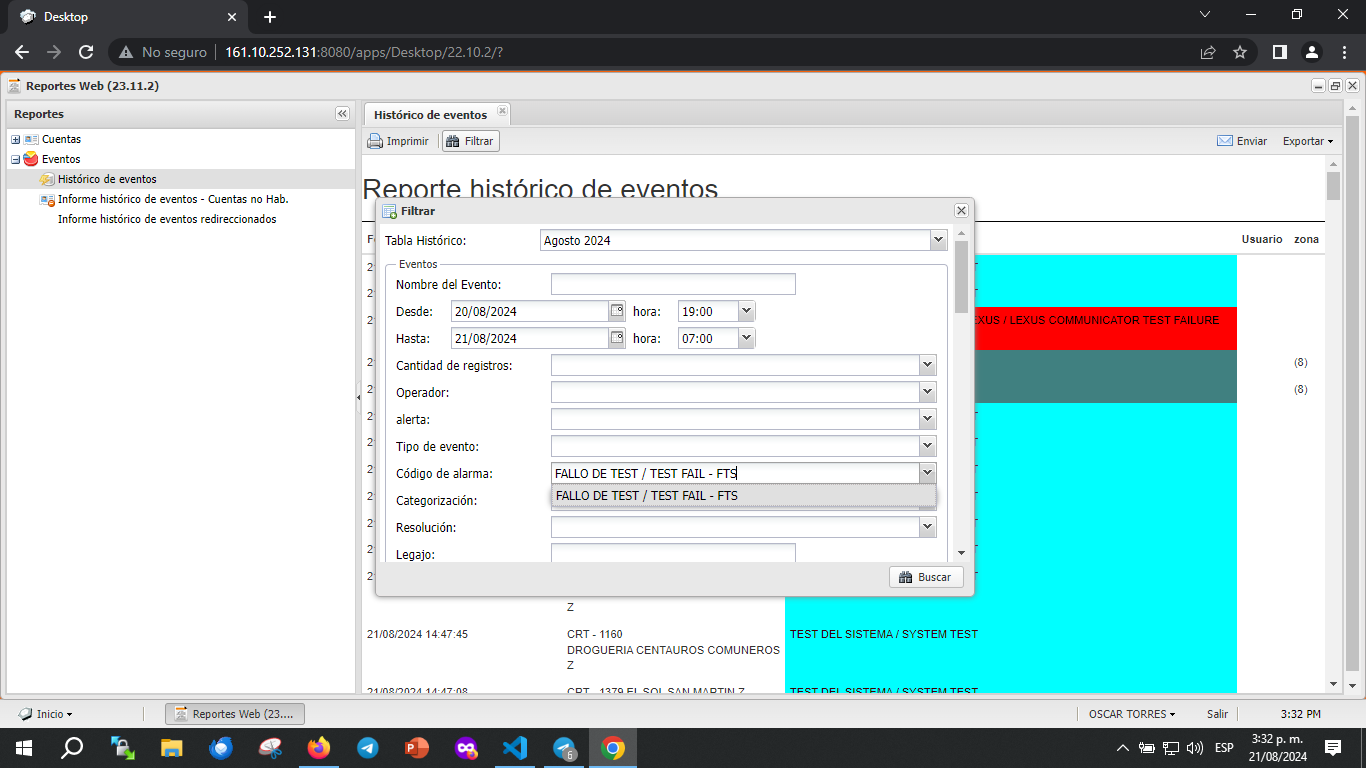 Desktop
No seguro
161.10.252.131:8080/apps/Desktop/22.10.2/?
Reportes Web (23.11.2)
Reportes
Cuentas
Eventos
Histórico de eventos
Informe histórico de eventos - Cuentas no Hab.
Informe histórico de eventos redireccionados
Histórico de eventos
Imprimir
Filtrar
Enviar
Exportar
Reporte histórico de eventos
Usuario zona
Filtrar
Tabla Histórico: Agosto 2024
Eventos
Nombre del Evento:
Desde: 20/08/2024 hora: 19:00
Hasta: 21/08/2024 hora: 07:00
Cantidad de registros:
Operador:
alerta:
Tipo de evento:
Código de alarma: FALLO DE TEST / TEST FAIL - FTS
FALLO DE TEST / TEST FAIL - FTS
Categorización:
Resolución:
Legajo:
Buscar
/ LEXUS COMMUNICATOR TEST FAILURE
(8)
(8)
Z
21/08/2024 14:47:45 CRT - 1160 TEST DEL SISTEMA / SYSTEM TEST
DROGUERIA CENTAUROS COMUNEROS
Z
21/08/2024 14:47:08 CRT - 1379 EL SOL SAN MARTIN Z TEST DEL SISTEMA / SYSTEM TEST
Inicio
Reportes Web (23....
OSCAR TORRES
Salir
3:32 PM
6
ESP
3:32 p. m.
21/08/2024